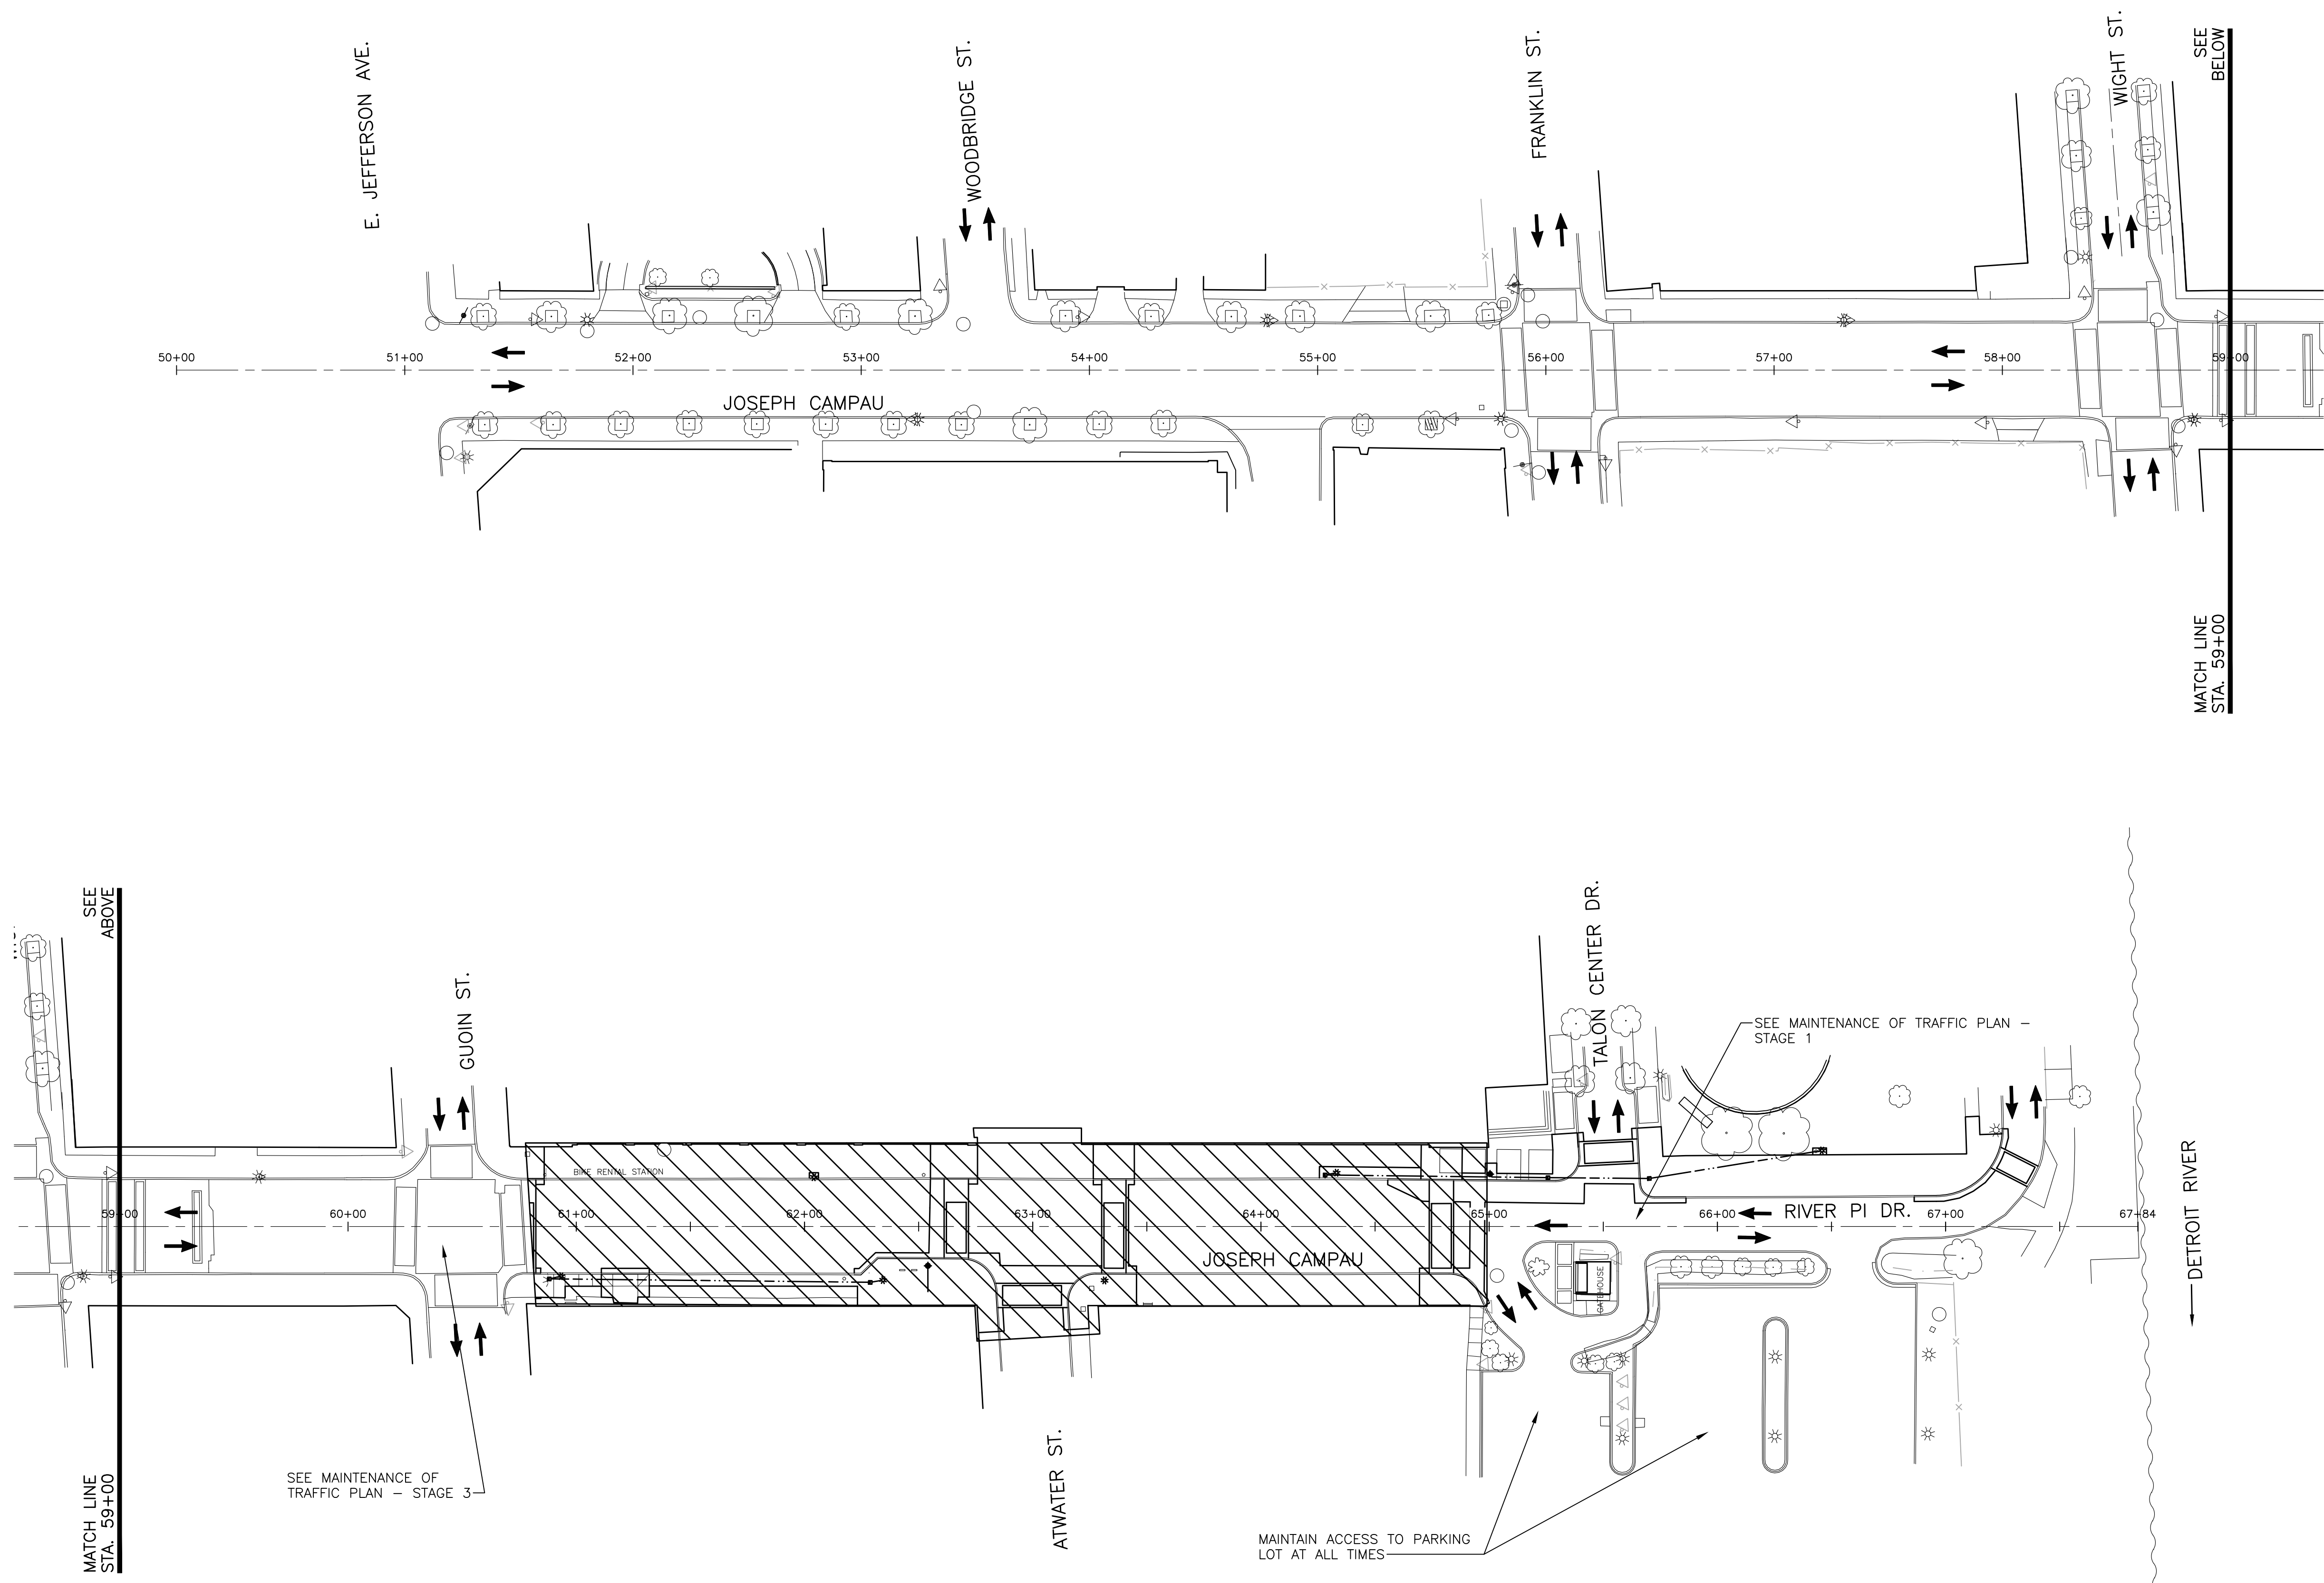 E. JEFFERSON AVE.
WOODBRIDGE ST.
FRANKLIN ST.
WIGHT ST.
SEE
BELOW
50+00
51+00
52+00
53+00
54+00
55+00
56+00
57+00
58+00
59+00
JOSEPH CAMPAU
MATCH LINE
STA. 59+00
SEE
ABOVE
GUOIN ST.
TALON CENTER DR.
SEE MAINTENANCE OF TRAFFIC PLAN –
STAGE 1
BIKE RENTAL STATION
59+00
60+00
61+00
62+00
63+00
64+00
65+00
66+00
67+00
67+84
RIVER PI DR.
DETROIT RIVER
JOSEPH CAMPAU
GATEHOUSE
SEE MAINTENANCE OF
TRAFFIC PLAN – STAGE 3
MATCH LINE
STA. 59+00
ATWATER ST.
MAINTAIN ACCESS TO PARKING
LOT AT ALL TIMES